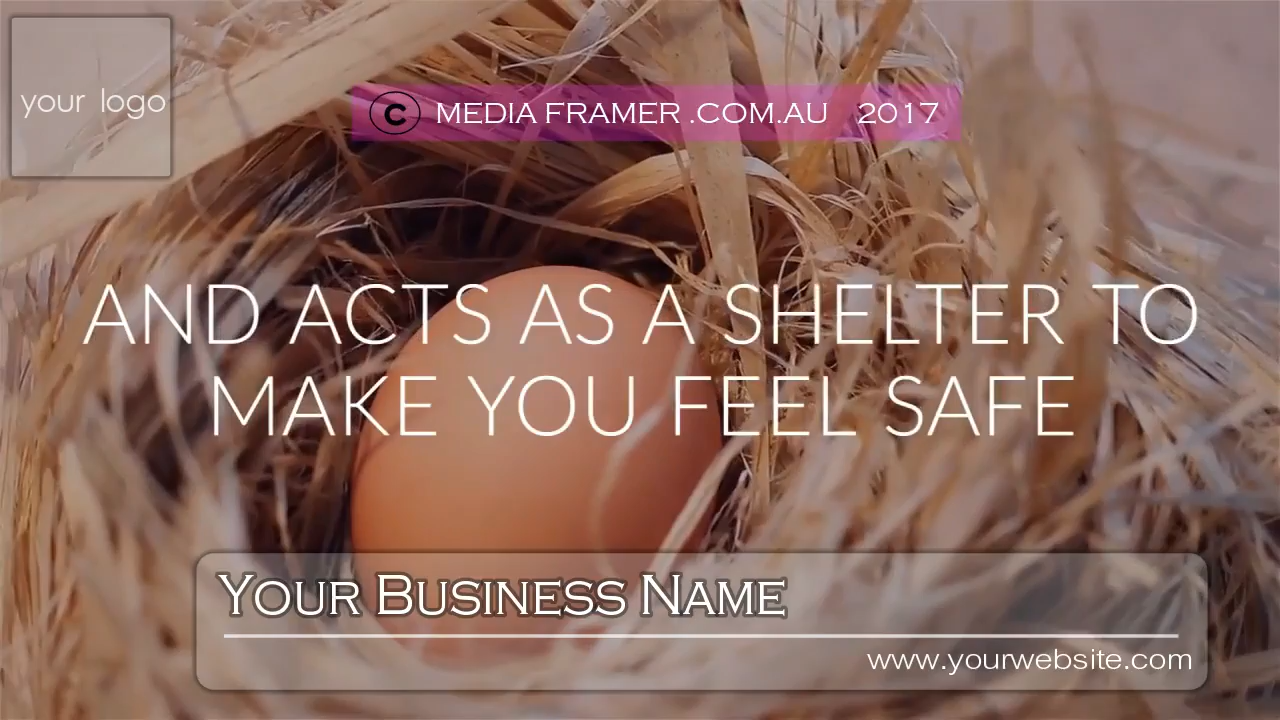 your logo
© MEDIA FRAMER .COM.AU 2017
AND ACTS AS A SHELTER TO
MAKE YOU FEEL SAFE
YOUR BUSINESS NAME
www.yourwebsite.com